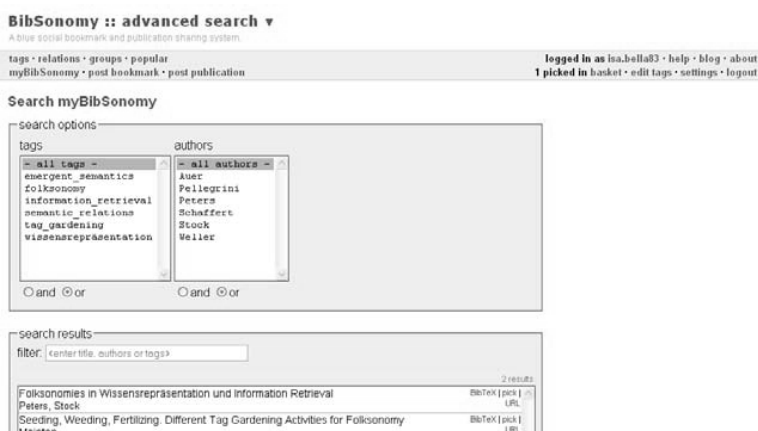 BibSonomy :: advanced search ▾
A blue social bookmark and publication sharing system.
tags · relations · groups · popular
logged in as isa.bella83 · help · blog · about
myBibSonomy · post bookmark · post publication
1 picked in basket · edit tags · settings · logout
Search myBibSonomy
search options
tags authors
- all tags - - all authors -
emergent_semantics Auer
folksonomy Pellegrini
information_retrieval Peters
semantic_relations Schaffert
tag_gardening Stock
wissensrepräsentation Weller
and or and or
search results
filter: <enter title, authors or tags>
2 results
Folksonomies in Wissensrepräsentation und Information Retrieval BibTeX | pick |
Peters, Stock URL
Seeding, Weeding, Fertilizing. Different Tag Gardening Activities for Folksonomy BibTeX | pick |
URL